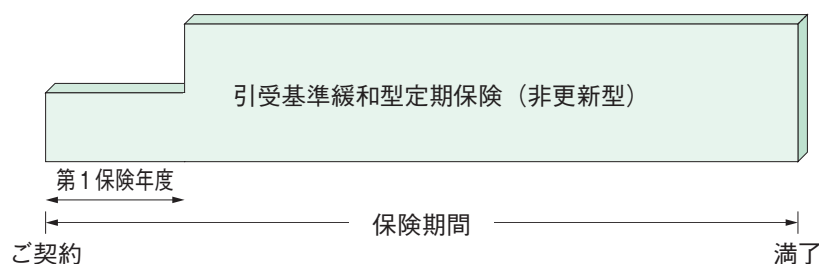 引受基準緩和型定期保険（非更新型）
第１保険年度
保険期間
ご契約
満了